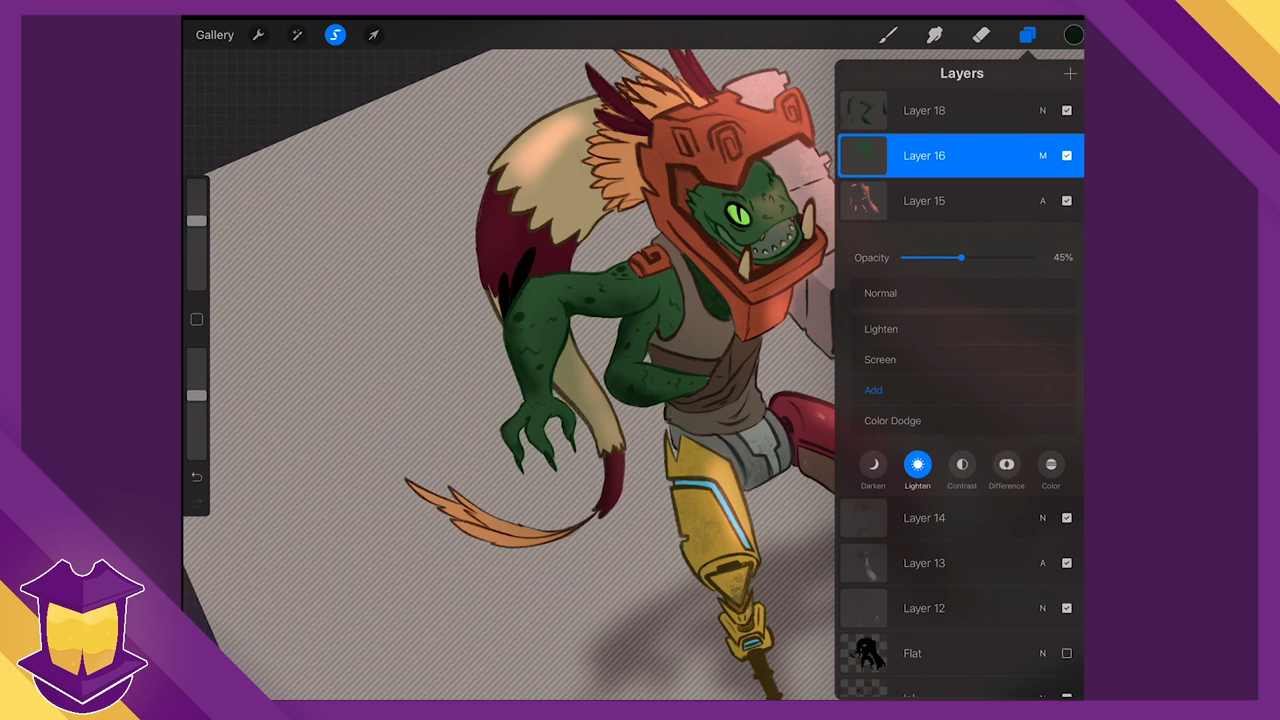 Gallery
Layers
Layer 18 N
Layer 16 M
Layer 15 A
Opacity 45%
Normal
Lighten
Screen
Add
Color Dodge
Darken Lighten Contrast Difference Color
Layer 14 N
Layer 13 A
Layer 12 N
Flat N